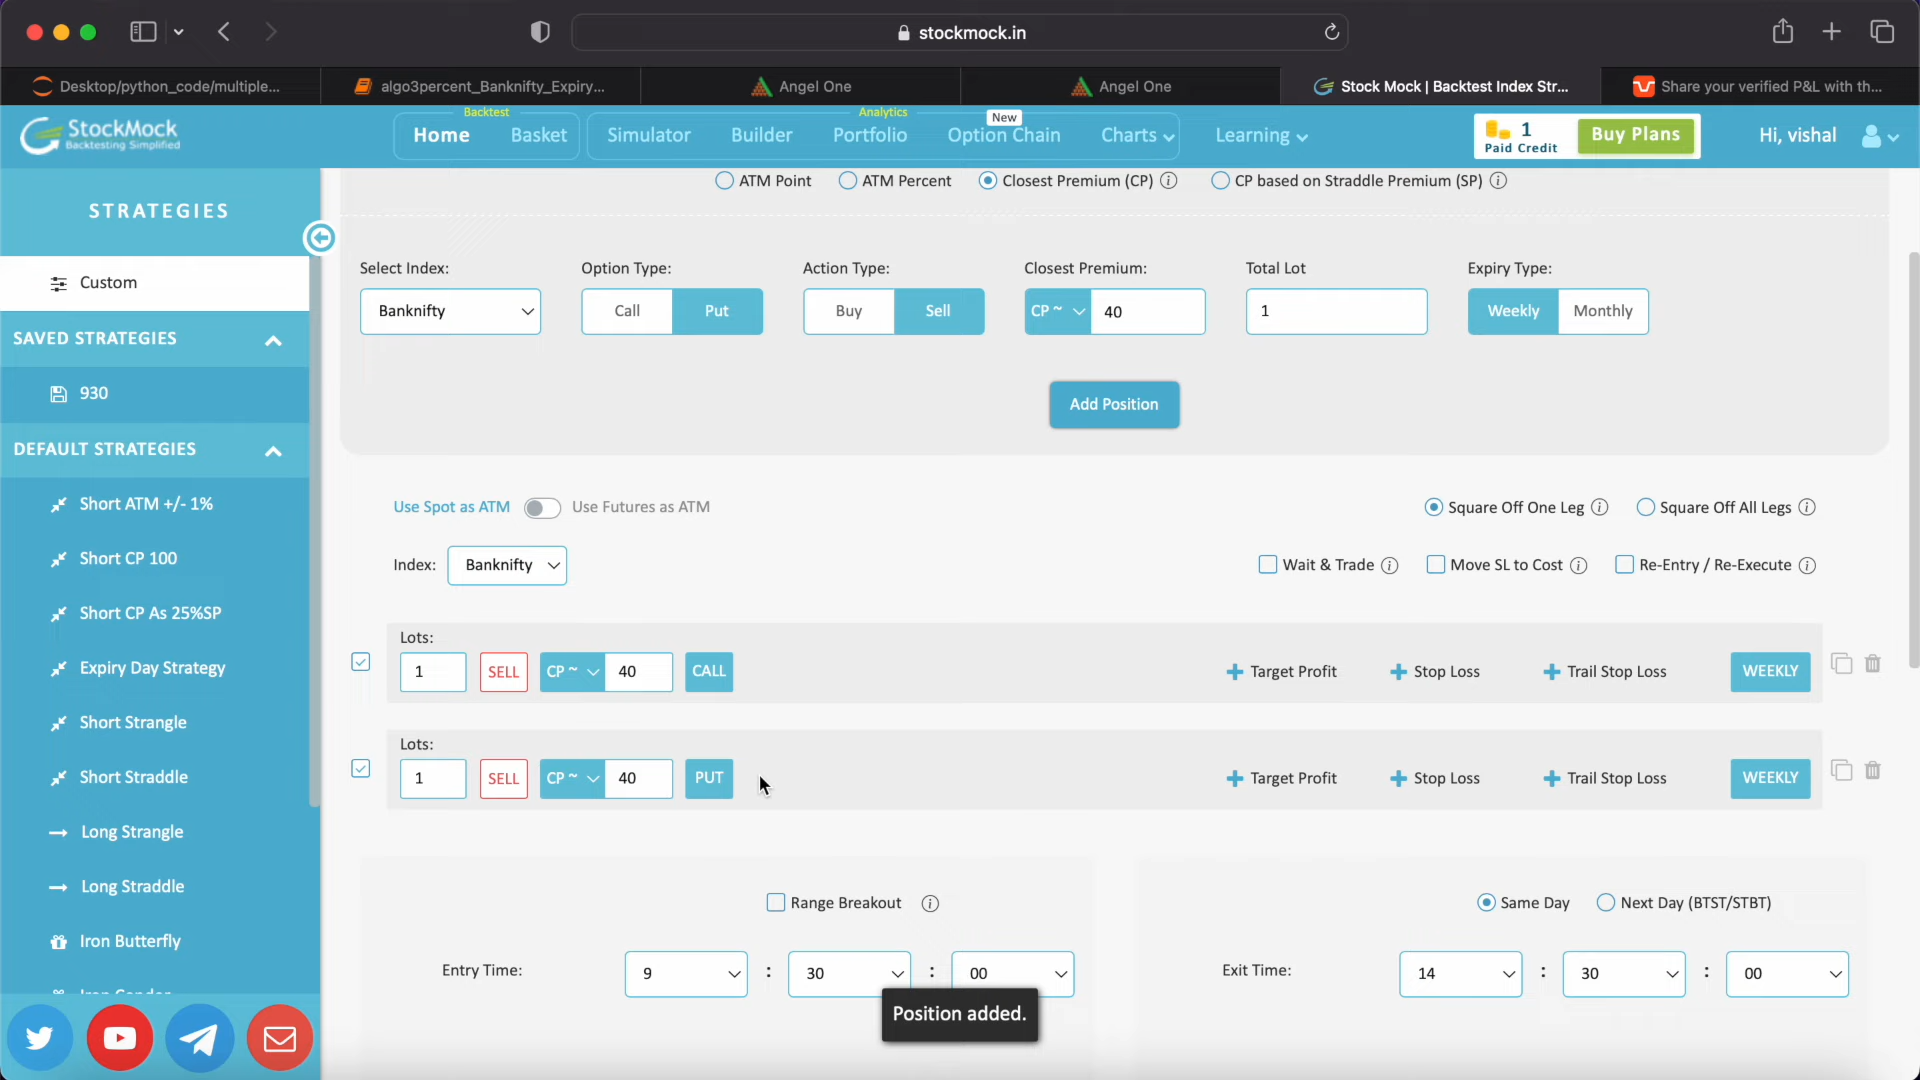 stockmock.in
Desktop/python_code/multiple...
algo3percent_Banknifty_Expiry...
Angel One
Angel One
Stock Mock | Backtest Index Str...
Share your verified P&L with th...
StockMock
Backtesting Simplified
Backtest
Home
Basket
Simulator
Builder
Analytics
Portfolio
New
Option Chain
Charts
Learning
1
Paid Credit
Buy Plans
Hi, vishal
STRATEGIES
Custom
SAVED STRATEGIES
930
DEFAULT STRATEGIES
Short ATM +/- 1%
Short CP 100
Short CP As 25%SP
Expiry Day Strategy
Short Strangle
Short Straddle
Long Strangle
Long Straddle
Iron Butterfly
ATM Point
ATM Percent
Closest Premium (CP)
CP based on Straddle Premium (SP)
Select Index:
Option Type:
Action Type:
Closest Premium:
Total Lot
Expiry Type:
Banknifty
Call
Put
Buy
Sell
CP ~
40
1
Weekly
Monthly
Add Position
Use Spot as ATM
Use Futures as ATM
Square Off One Leg
Square Off All Legs
Index:
Banknifty
Wait & Trade
Move SL to Cost
Re-Entry / Re-Execute
Lots:
1
SELL
CP ~
40
CALL
Target Profit
Stop Loss
Trail Stop Loss
WEEKLY
Lots:
1
SELL
CP ~
40
PUT
Target Profit
Stop Loss
Trail Stop Loss
WEEKLY
Range Breakout
Same Day
Next Day (BTST/STBT)
Entry Time:
9
:
30
:
00
Exit Time:
14
:
30
:
00
Position added.